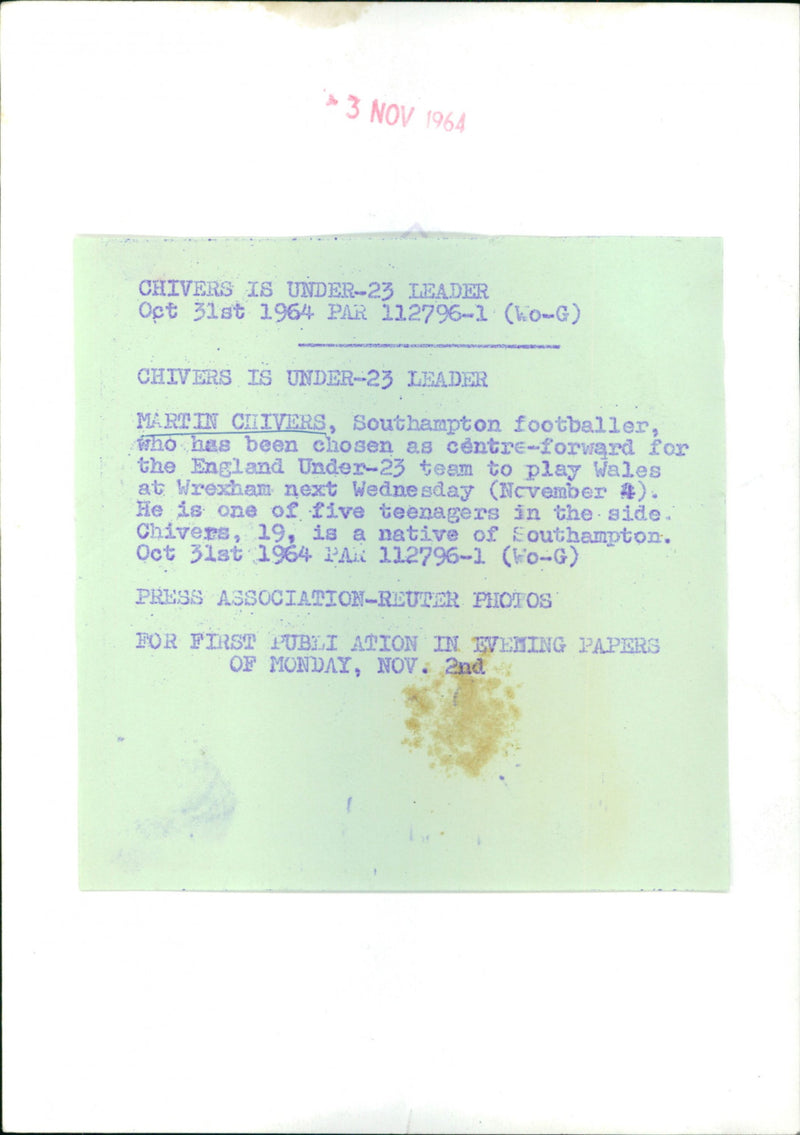 3 NOV 1964
CHIVERS IS UNDER-23 LEADER
Oct 31st 1964 PAR 112796-1 (Wo-G)
CHIVERS IS UNDER-23 LEADER
MARTIN CHIVERS, Southampton footballer,
who has been chosen as centre-forward for
the England Under-23 team to play Wales
at Wrexham next Wednesday (November 4).
He is one of five teenagers in the side.
Chivers, 19, is a native of Southampton.
Oct 31st 1964 PAR 112796-1 (Wo-G)
PRESS ASSOCIATION-REUTER PHOTOS
FOR FIRST PUBLI ATION IN EVENING PAPERS
OF MONDAY, NOV. 2nd